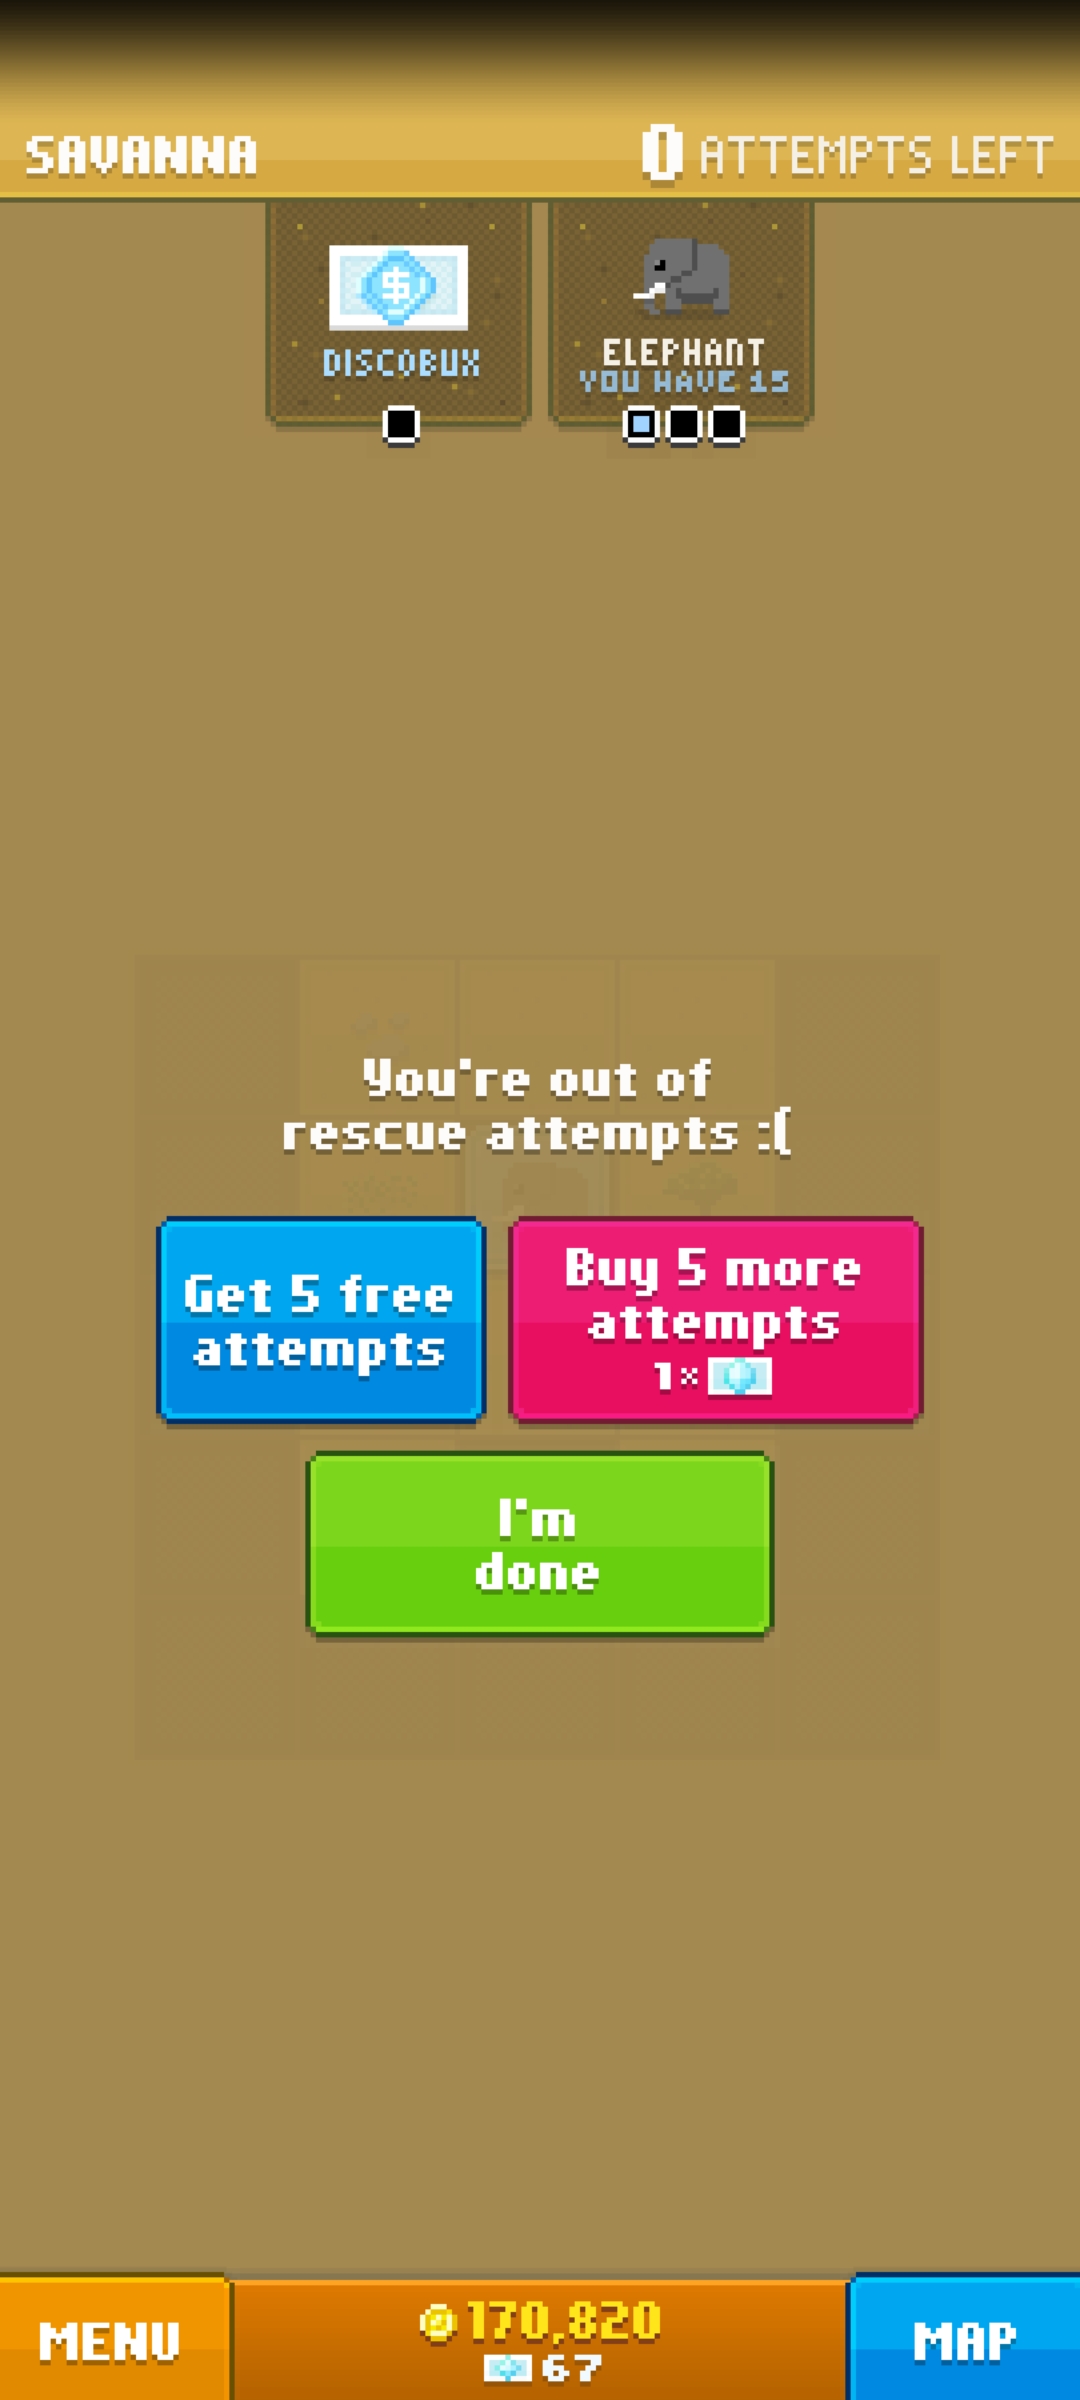 SAVANNA
0 ATTEMPTS LEFT
$
DISCOBUX
ELEPHANT
YOU HAVE 15
You're out of
rescue attempts :(
Get 5 free
attempts
Buy 5 more
attempts
1×
I'm
done
MENU
170,820
67
MAP